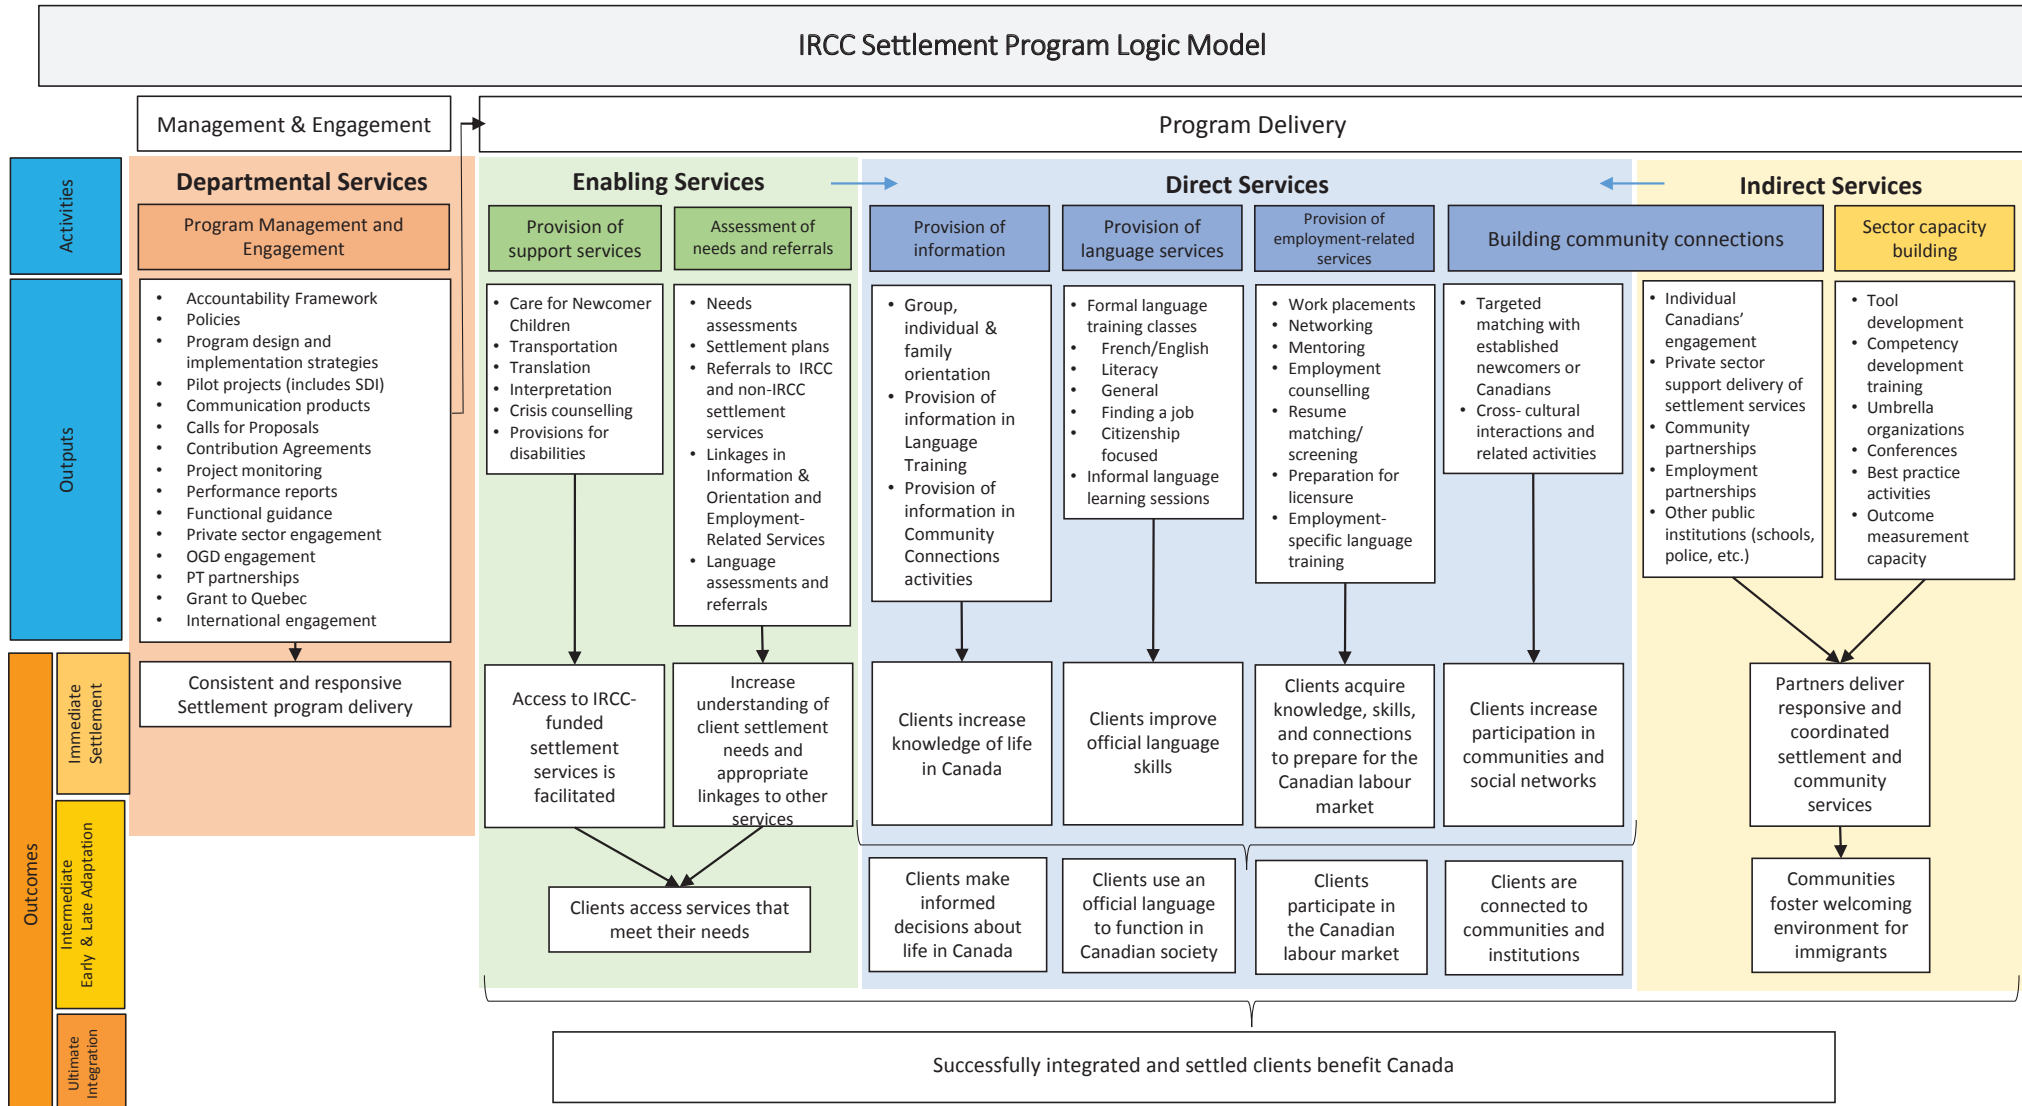 IRCC Settlement Program Logic Model
Management & Engagement
Program Delivery
Activities
Departmental Services
Enabling Services
Direct Services
Indirect Services
Program Management and
Engagement
Provision of
support services
Assessment of
needs and referrals
Provision of
information
Provision of
language services
Provision of
employment-related
services
Building community connections
Sector capacity
building
Outputs
• Accountability Framework
• Policies
• Program design and
implementation strategies
• Pilot projects (includes SDI)
• Communication products
• Calls for Proposals
• Contribution Agreements
• Project monitoring
• Performance reports
• Functional guidance
• Private sector engagement
• OGD engagement
• PT partnerships
• Grant to Quebec
• International engagement
• Care for Newcomer
Children
• Transportation
• Translation
• Interpretation
• Crisis counselling
• Provisions for
disabilities
• Needs
assessments
• Settlement plans
• Referrals to IRCC
and non-IRCC
settlement
services
• Linkages in
Information &
Orientation and
Employment-
Related Services
• Language
assessments and
referrals
• Group,
individual &
family
orientation
• Provision of
information in
Language
Training
• Provision of
information in
Community
Connections
activities
• Formal language
training classes
• French/English
• Literacy
• General
• Finding a job
• Citizenship
focused
• Informal language
learning sessions
• Work placements
• Networking
• Mentoring
• Employment
counselling
• Resume
matching/
screening
• Preparation for
licensure
• Employment-
specific language
training
• Targeted
matching with
established
newcomers or
Canadians
• Cross- cultural
interactions and
related activities
• Individual
Canadians’
engagement
• Private sector
support delivery of
settlement services
• Community
partnerships
• Employment
partnerships
• Other public
institutions (schools,
police, etc.)
• Tool
development
• Competency
development
training
• Umbrella
organizations
• Conferences
• Best practice
activities
• Outcome
measurement
capacity
Outcomes
Immediate
Settlement
Consistent and responsive
Settlement program delivery
Access to IRCC-
funded
settlement
services is
facilitated
Increase
understanding of
client settlement
needs and
appropriate
linkages to other
services
Clients increase
knowledge of life
in Canada
Clients improve
official language
skills
Clients acquire
knowledge, skills,
and connections
to prepare for the
Canadian labour
market
Clients increase
participation in
communities and
social networks
Partners deliver
responsive and
coordinated
settlement and
community
services
Intermediate
Early & Late Adaptation
Clients access services that
meet their needs
Clients make
informed
decisions about
life in Canada
Clients use an
official language
to function in
Canadian society
Clients
participate in
the Canadian
labour market
Clients are
connected to
communities and
institutions
Communities
foster welcoming
environment for
immigrants
Ultimate
Integration
Successfully integrated and settled clients benefit Canada